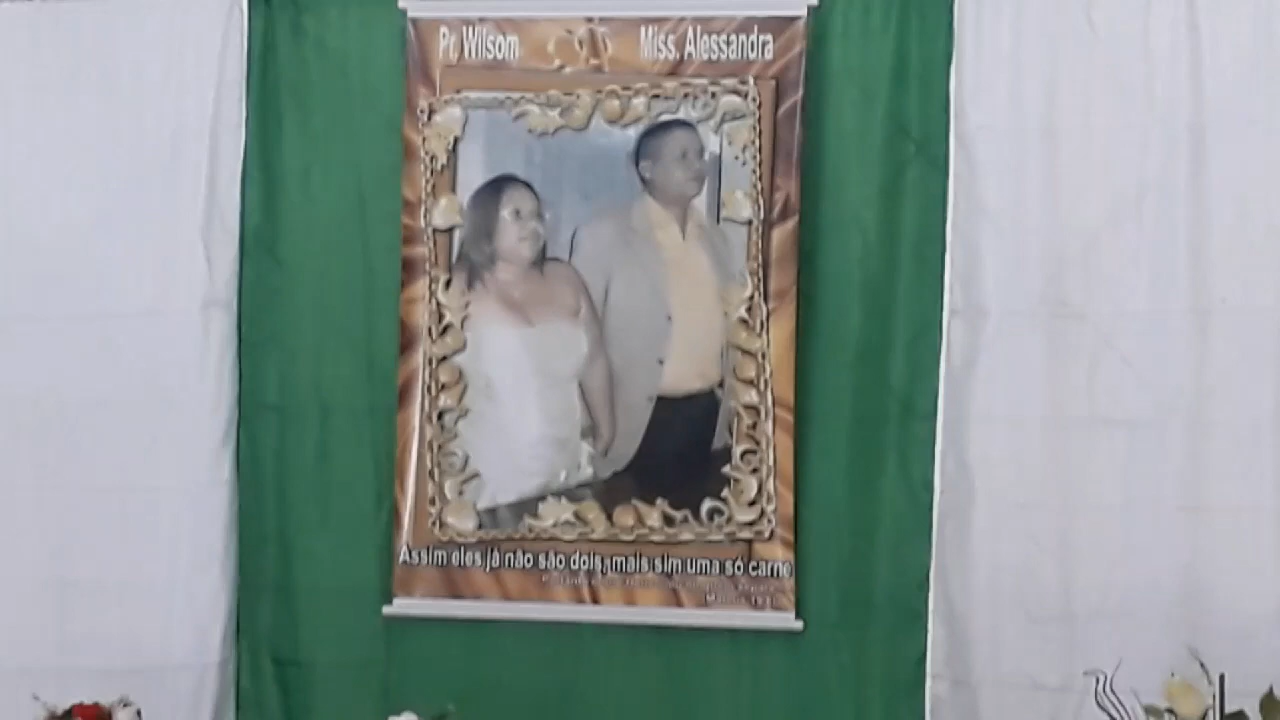 Pr. Wilsom Miss. Alessandra
Assim eles já não são dois, mais sim uma só carne